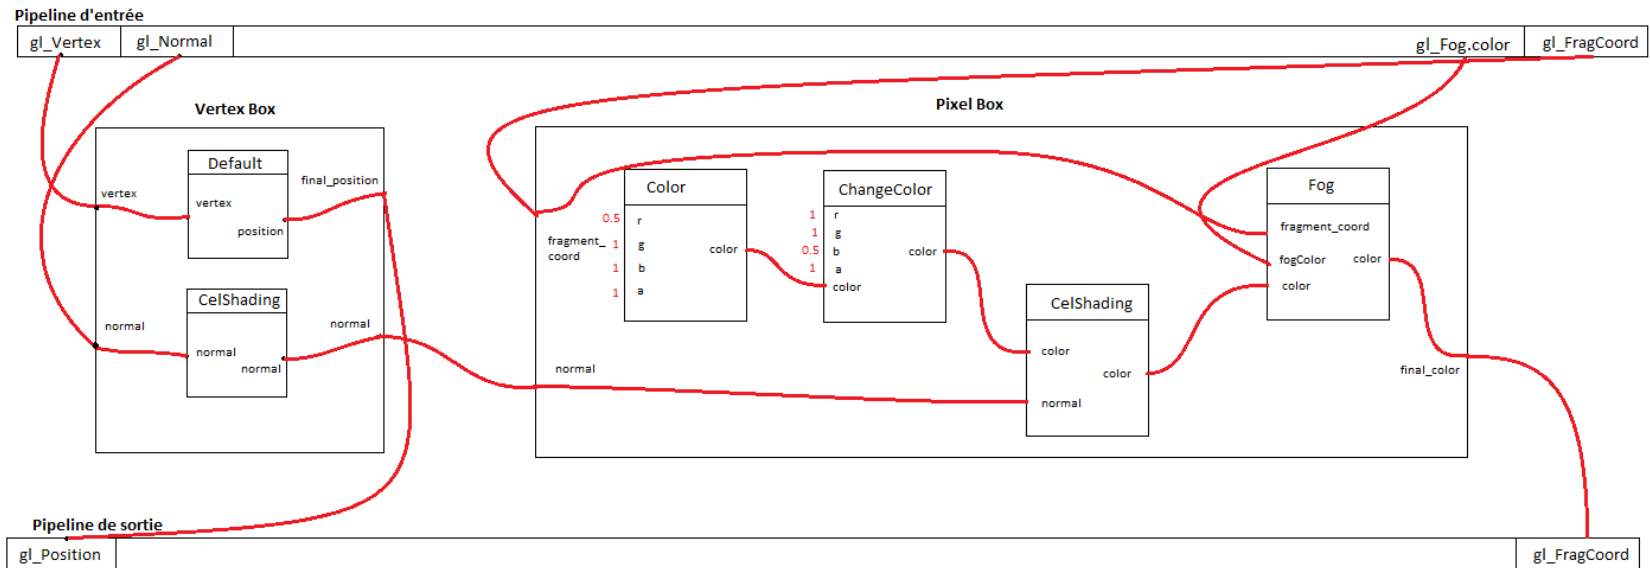 Pipeline d'entrée
gl_Vertex
gl_Normal
gl_Fog.color
gl_FragCoord
Vertex Box
Default
vertex
final_position
vertex
position
CelShading
normal
normal
normal
normal
Pixel Box
fragment_
coord
normal
Color
0.5 r
1 g
1 b
1 a
color
ChangeColor
1 r
1 g
0.5 b
1 a
color
color
CelShading
color
color
normal
Fog
fragment_coord
fogColor
color
color
final_color
Pipeline de sortie
gl_Position
gl_FragCoord